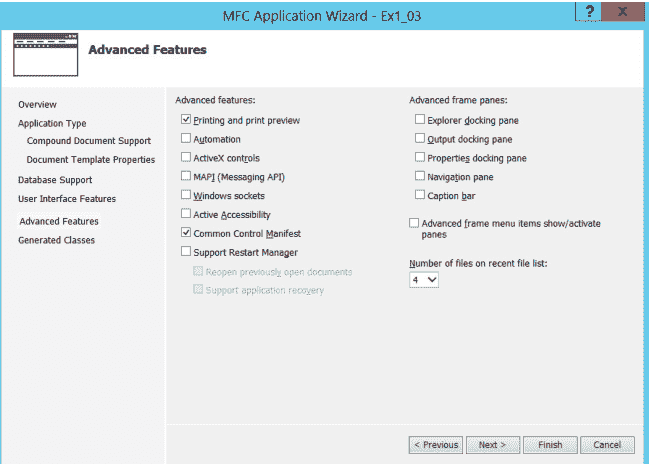 MFC Application Wizard - Ex1_03
?
X
Advanced Features
Overview
Application Type
Compound Document Support
Document Template Properties
Database Support
User Interface Features
Advanced Features
Generated Classes
Advanced features:
Printing and print preview
Automation
ActiveX controls
MAPI (Messaging API)
Windows sockets
Active Accessibility
Common Control Manifest
Support Restart Manager
Reopen previously open documents
Support application recovery
Advanced frame panes:
Explorer docking pane
Output docking pane
Properties docking pane
Navigation pane
Caption bar
Advanced frame menu items show/activate
panes
Number of files on recent file list:
4
< Previous
Next >
Finish
Cancel